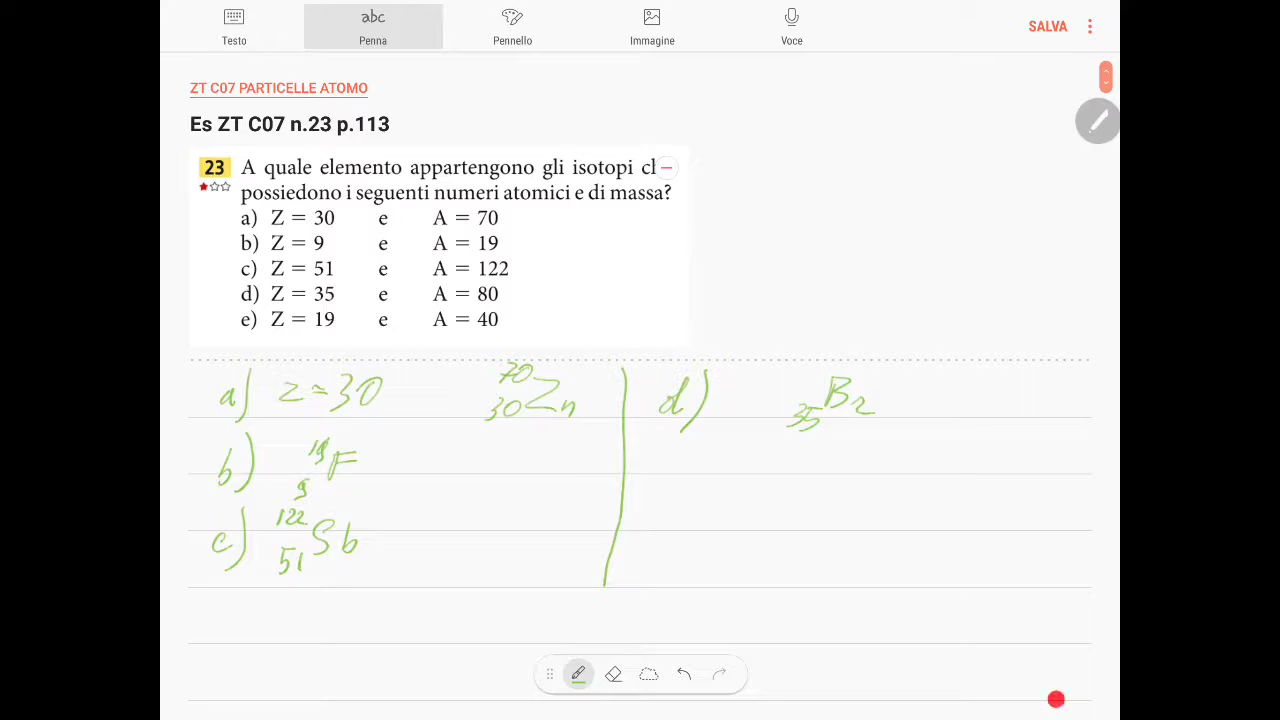 Testo
abc
Penna
Pennello
Immagine
Voce
SALVA
ZT C07 PARTICELLE ATOMO
Es ZT C07 n.23 p.113
23 A quale elemento appartengono gli isotopi
possiedono i seguenti numeri atomici e di massa?
a) Z = 30 e A = 70
b) Z = 9 e A = 19
c) Z = 51 e A = 122
d) Z = 35 e A = 80
e) Z = 19 e A = 40
a) Z = 30 70 30 Zn
b) 19 9 F
c) 122 51 Sb
d) 35 Br